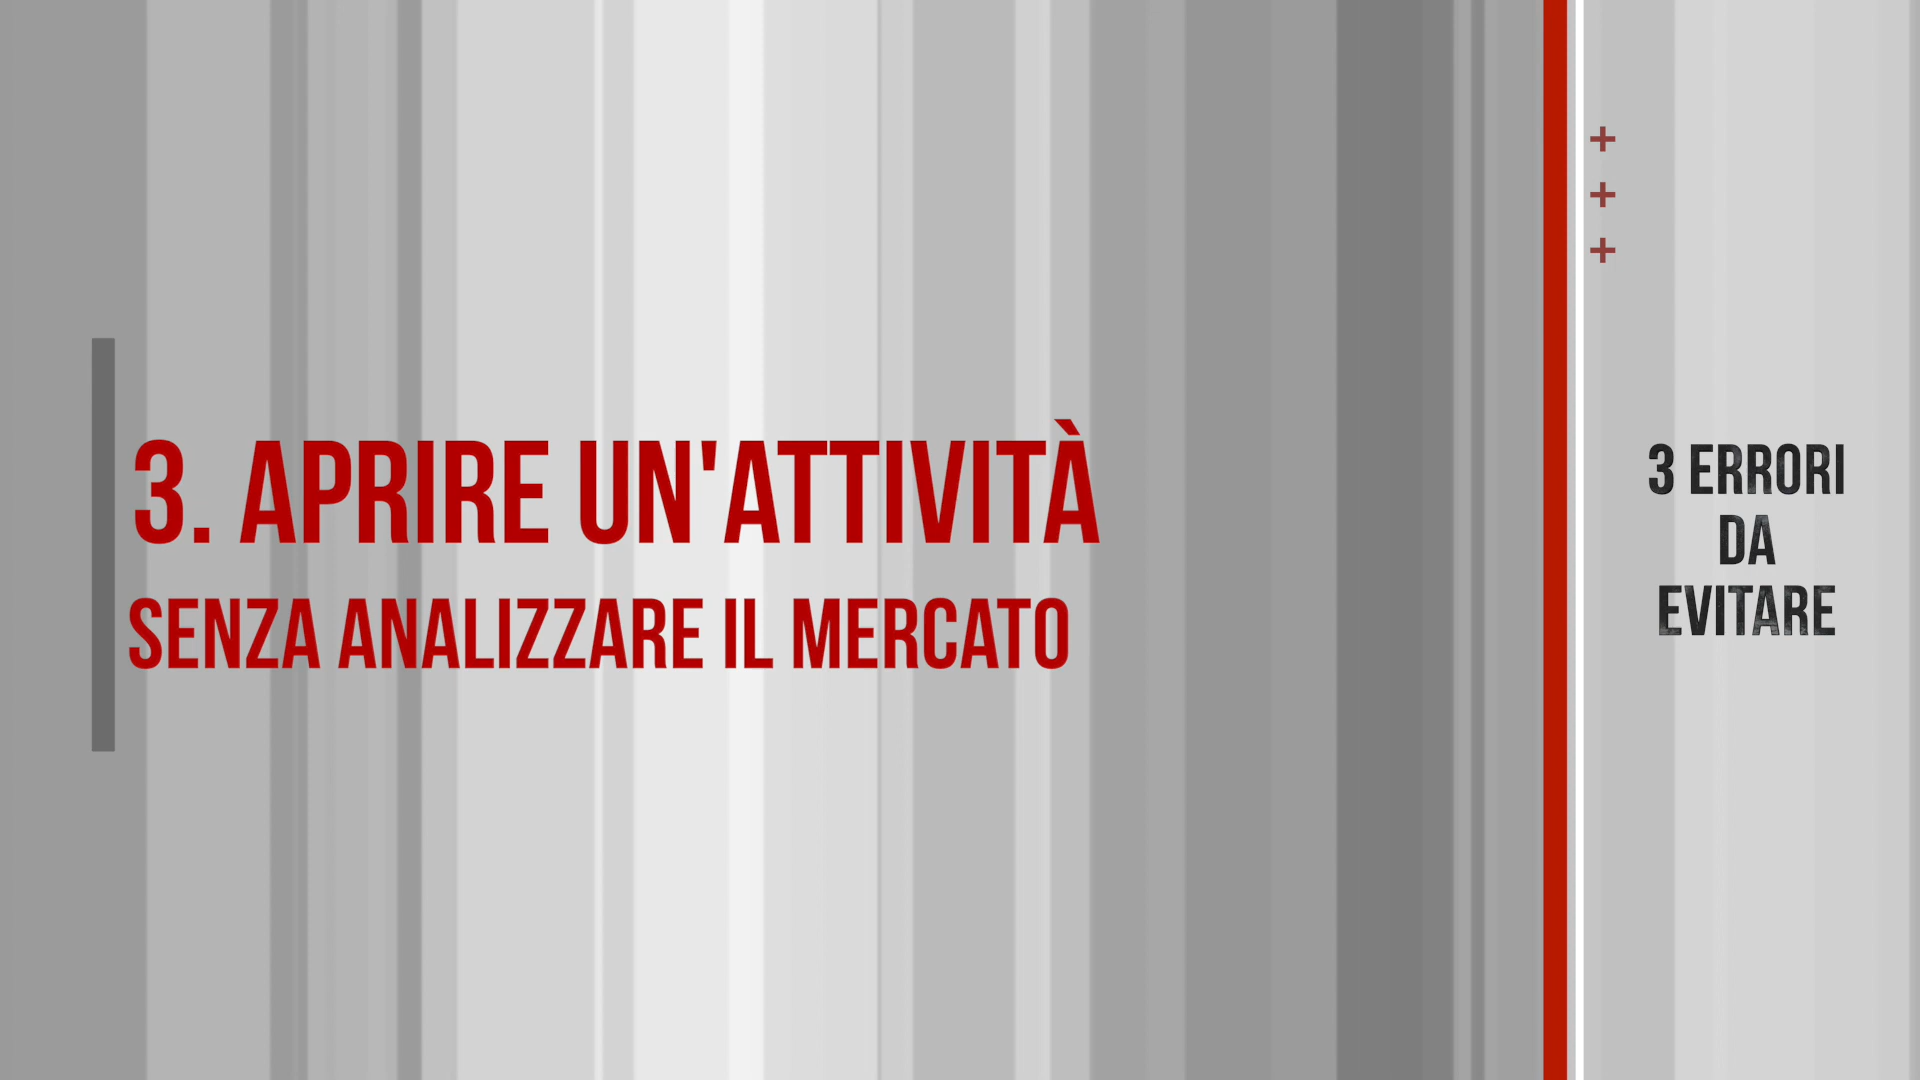 3. APRIRE UN'ATTIVITÀ
SENZA ANALIZZARE IL MERCATO
+
+
+
3 ERRORI
DA
EVITARE